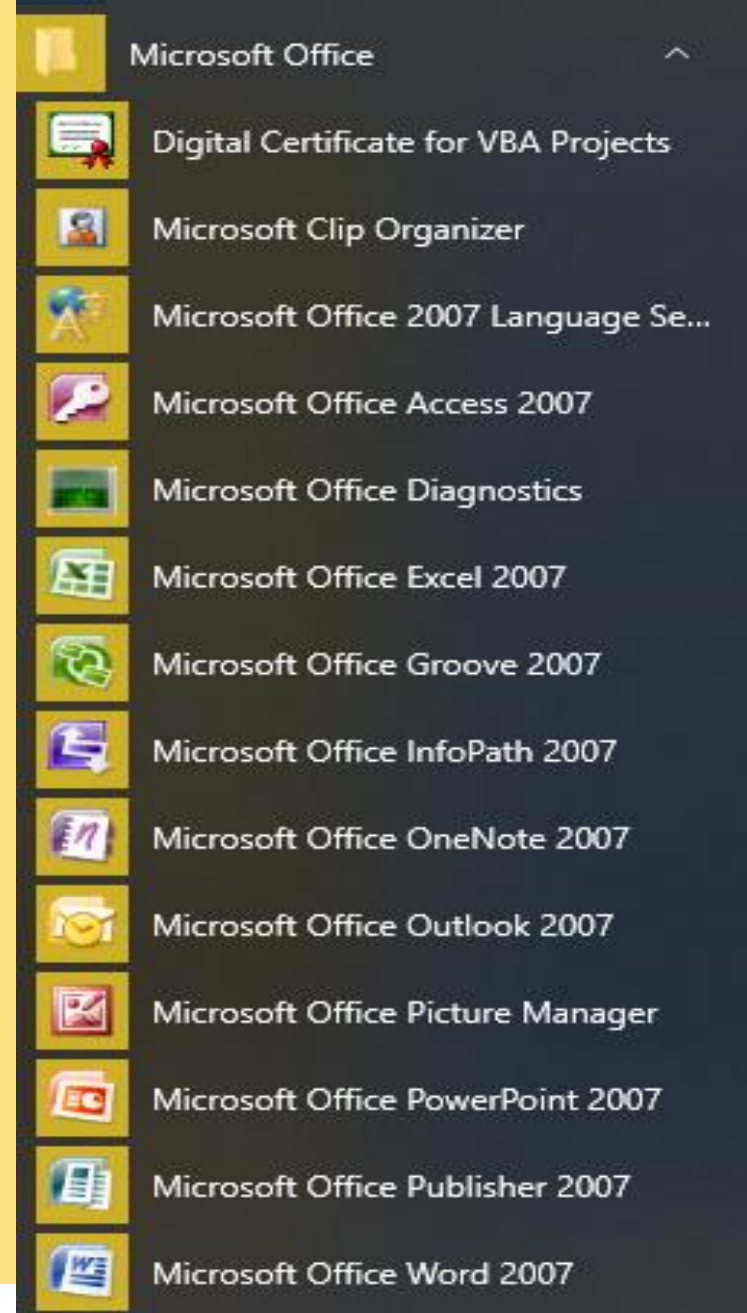 Microsoft Office
Digital Certificate for VBA Projects
Microsoft Clip Organizer
Microsoft Office 2007 Language Se...
Microsoft Office Access 2007
Microsoft Office Diagnostics
Microsoft Office Excel 2007
Microsoft Office Groove 2007
Microsoft Office InfoPath 2007
Microsoft Office OneNote 2007
Microsoft Office Outlook 2007
Microsoft Office Picture Manager
Microsoft Office PowerPoint 2007
Microsoft Office Publisher 2007
Microsoft Office Word 2007